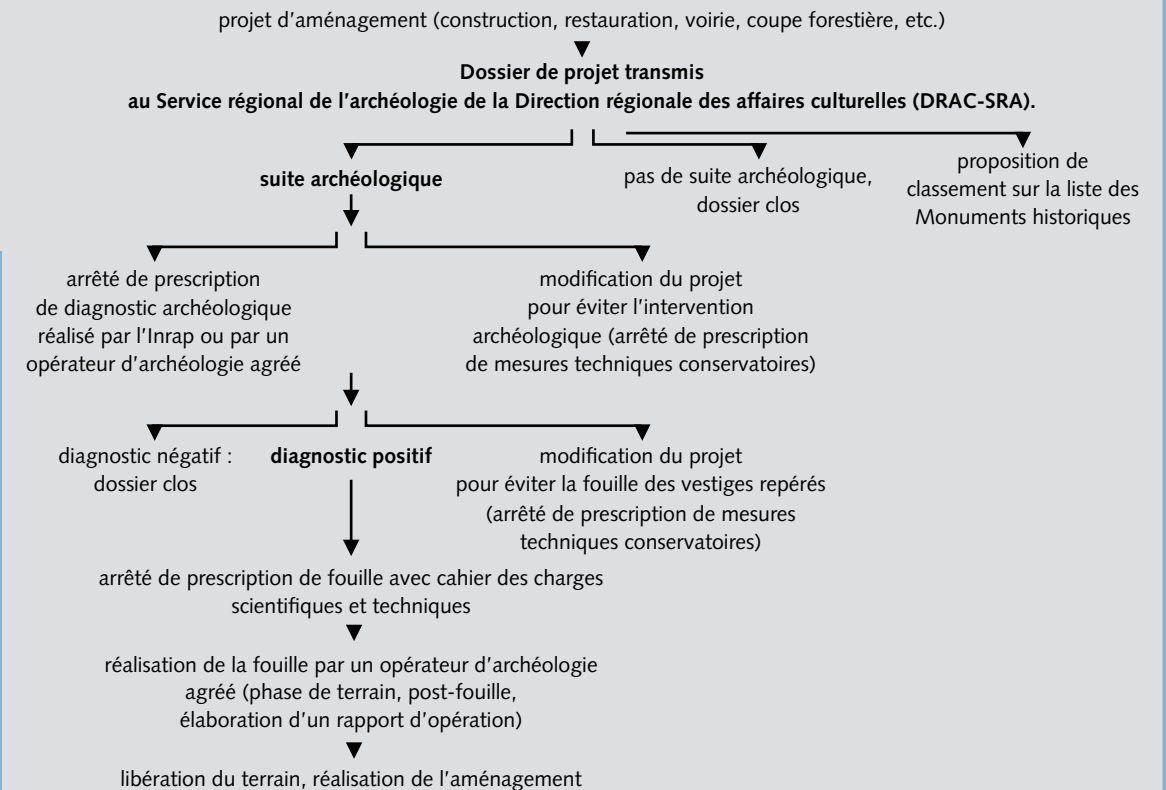 projet d'aménagement (construction, restauration, voirie, coupe forestière, etc.)
Dossier de projet transmis
au Service régional de l'archéologie de la Direction régionale des affaires culturelles (DRAC-SRA).
suite archéologique
pas de suite archéologique,
dossier clos
proposition de
classement sur la liste des
Monuments historiques
arrêté de prescription
de diagnostic archéologique
réalisé par l'Inrap ou par un
opérateur d'archéologie agréé
modification du projet
pour éviter l'intervention
archéologique (arrêté de prescription
de mesures techniques conservatoires)
diagnostic négatif :
dossier clos
diagnostic positif
modification du projet
pour éviter la fouille des vestiges repérés
(arrêté de prescription de mesures
techniques conservatoires)
arrêté de prescription de fouille avec cahier des charges
scientifiques et techniques
réalisation de la fouille par un opérateur d'archéologie
agréé (phase de terrain, post-fouille,
élaboration d'un rapport d'opération)
libération du terrain, réalisation de l'aménagement